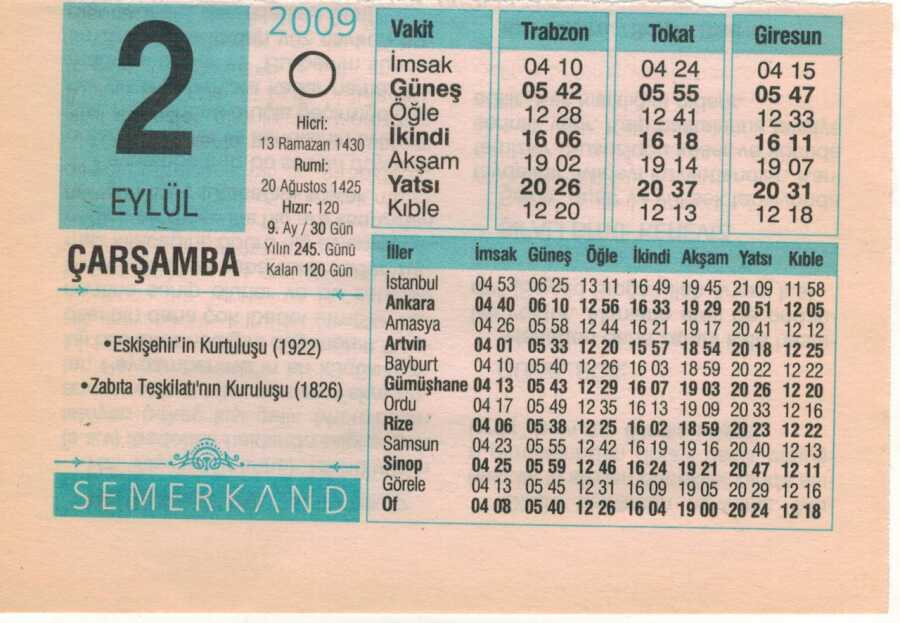 2
EYLÜL
ÇARŞAMBA
2009
Hicri:
13 Ramazan 1430
Rumi:
20 Ağustos 1425
Hızır: 120
9. Ay / 30 Gün
Yılın 245. Günü
Kalan 120 Gün
•Eskişehir'in Kurtuluşu (1922)
•Zabıta Teşkilatı'nın Kuruluşu (1826)
SEMERKAND
Vakit Trabzon Tokat Giresun
İmsak 04 10 04 24 04 15
Güneş 05 42 05 55 05 47
Öğle 12 28 12 41 12 33
İkindi 16 06 16 18 16 11
Akşam 19 02 19 14 19 07
Yatsı 20 26 20 37 20 31
Kıble 12 20 12 13 12 18
İller İmsak Güneş Öğle İkindi Akşam Yatsı Kıble
İstanbul 04 53 06 25 13 11 16 49 19 45 21 09 11 58
Ankara 04 40 06 10 12 56 16 33 19 29 20 51 12 05
Amasya 04 26 05 58 12 44 16 21 19 17 20 41 12 12
Artvin 04 01 05 33 12 20 15 57 18 54 20 18 12 25
Bayburt 04 10 05 40 12 26 16 03 18 59 20 22 12 22
Gümüşhane 04 13 05 43 12 29 16 07 19 03 20 26 12 20
Ordu 04 17 05 49 12 35 16 13 19 09 20 33 12 16
Rize 04 06 05 38 12 25 16 02 18 59 20 23 12 22
Samsun 04 23 05 55 12 42 16 19 19 16 20 40 12 13
Sinop 04 25 05 59 12 46 16 24 19 21 20 47 12 11
Görele 04 13 05 45 12 31 16 09 19 05 20 29 12 16
Of 04 08 05 40 12 26 16 04 19 00 20 24 12 18